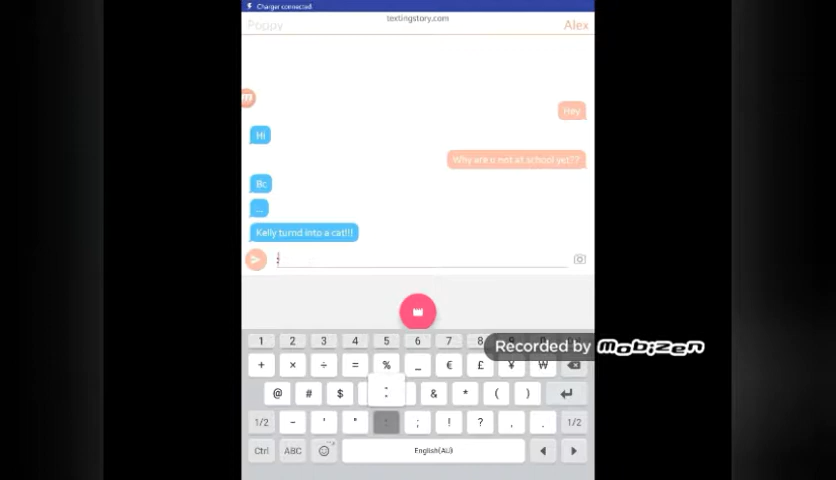 Charger connected
textingstory.com
Poppy
Alex
Hey
Hi
Why are u not at school yet??
Bc
...
Kelly turnd into a cat!!!
:
Recorded by mobizen
1 2 3 4 5 6 7 8
+ × ÷ = % _ € £ ¥ ₩
@ # $ : & * ( )
1/2 - ' " : ; ! ? , . 1/2
Ctrl ABC English(AU)